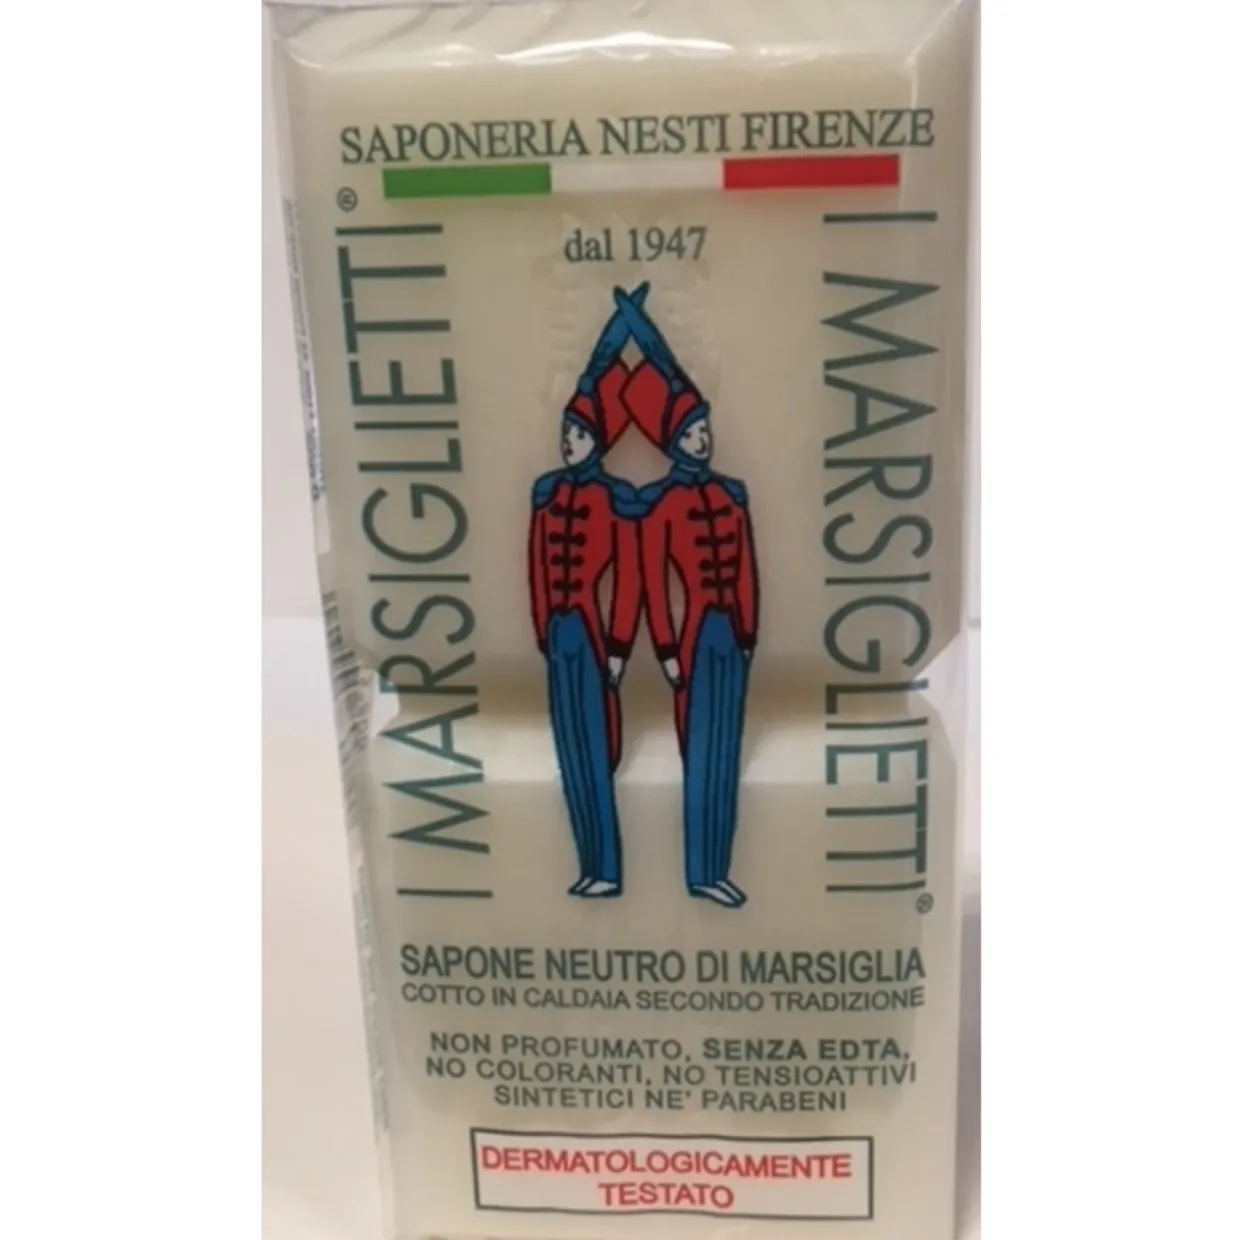 SAPONERIA NESTI FIRENZE
dal 1947
I MARSIGLIETTI®
I MARSIGLIETTI®
SAPONE NEUTRO DI MARSIGLIA
COTTO IN CALDAIA SECONDO TRADIZIONE
NON PROFUMATO, SENZA EDTA,
NO COLORANTI, NO TENSIOATTIVI
SINTETICI NE' PARABENI
DERMATOLOGICAMENTE
TESTATO